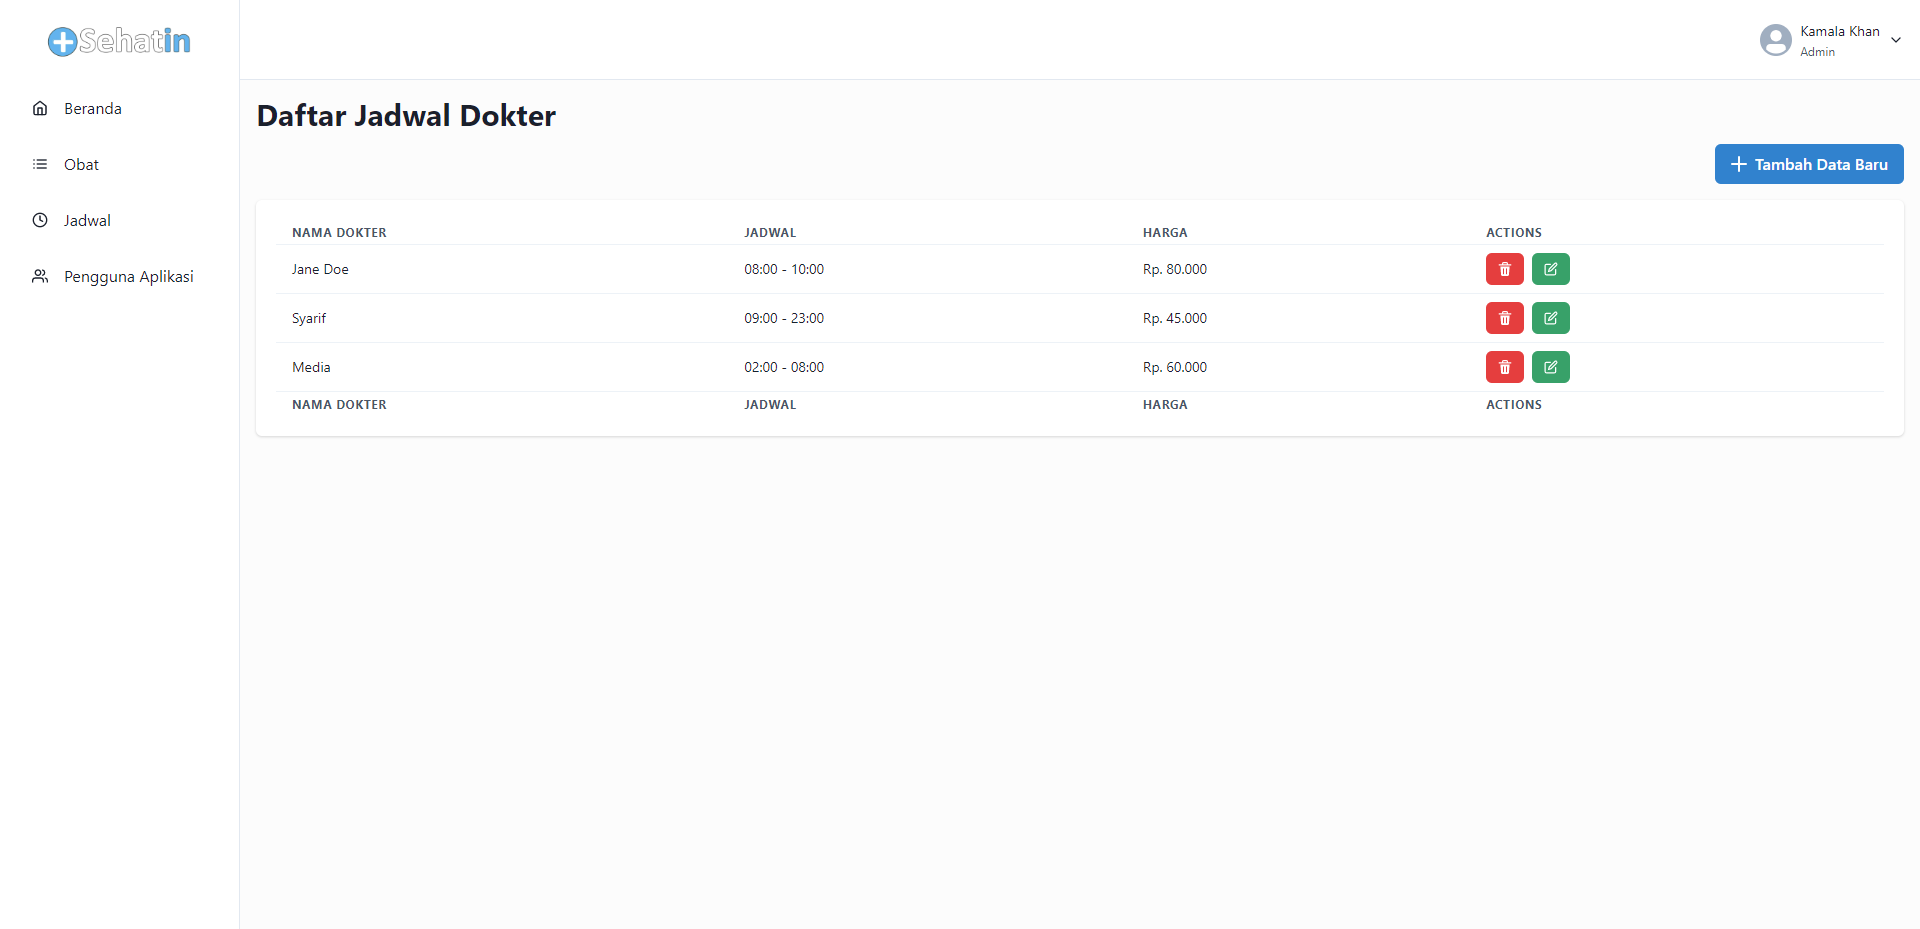 Sehatin
Kamala Khan
Admin
Beranda
Obat
Jadwal
Pengguna Aplikasi
Daftar Jadwal Dokter
Tambah Data Baru
NAMA DOKTER JADWAL HARGA ACTIONS
Jane Doe 08:00 - 10:00 Rp. 80.000
Syarif 09:00 - 23:00 Rp. 45.000
Media 02:00 - 08:00 Rp. 60.000
NAMA DOKTER JADWAL HARGA ACTIONS